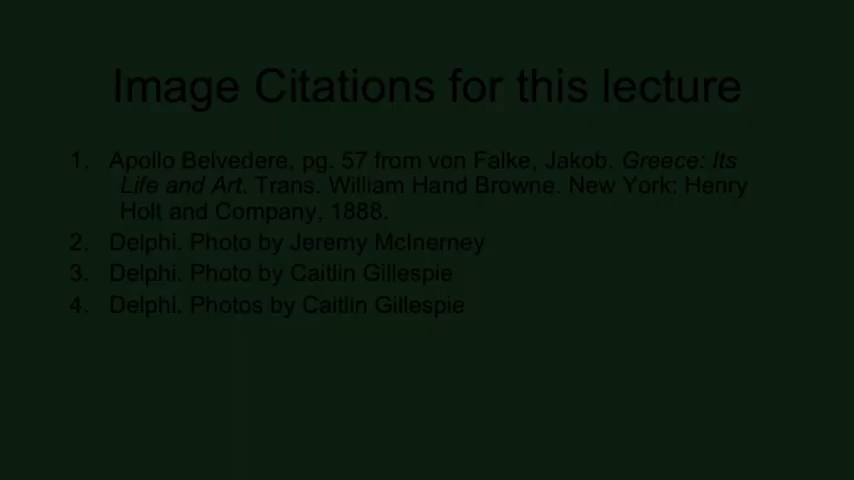 Image Citations for this lecture
1. Apollo Belvedere, pg. 57 from von Falke, Jakob. Greece: Its
Life and Art. Trans. William Hand Browne. New York: Henry
Holt and Company, 1888.
2. Delphi. Photo by Jeremy McInerney
3. Delphi. Photo by Caitlin Gillespie
4. Delphi. Photos by Caitlin Gillespie